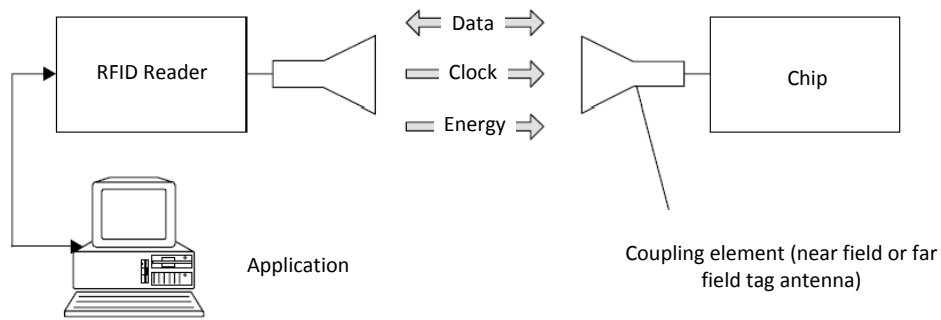 Data
RFID Reader
Clock
Chip
Energy
Application
Coupling element (near field or far
field tag antenna)